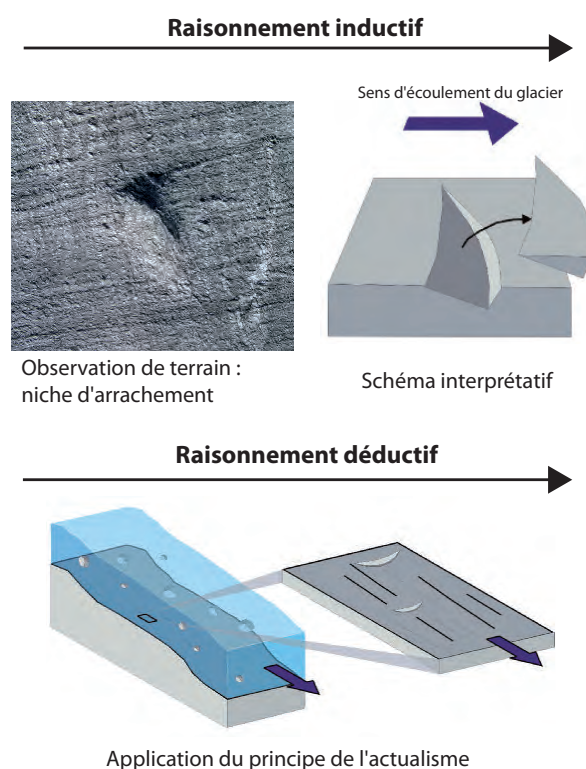 Raisonnement inductif
Sens d'écoulement du glacier
Observation de terrain :
niche d'arrachement
Schéma interprétatif
Raisonnement déductif
Application du principe de l'actualisme